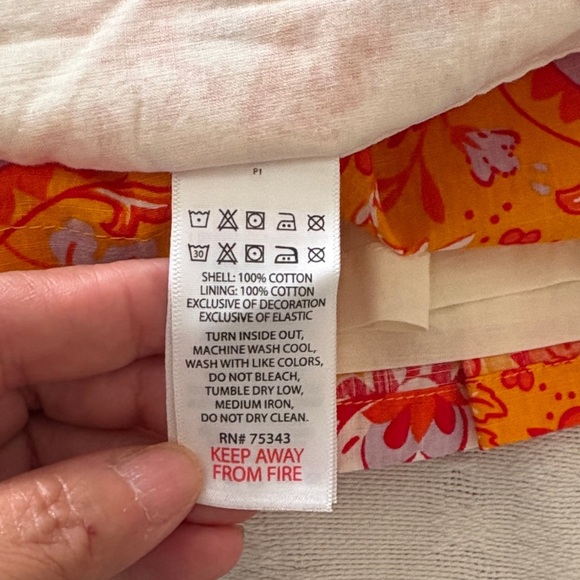 P1
30
SHELL: 100% COTTON
LINING: 100% COTTON
EXCLUSIVE OF DECORATION
EXCLUSIVE OF ELASTIC
TURN INSIDE OUT,
MACHINE WASH COOL,
WASH WITH LIKE COLORS,
DO NOT BLEACH,
TUMBLE DRY LOW,
MEDIUM IRON,
DO NOT DRY CLEAN.
RN# 75343
KEEP AWAY
FROM FIRE